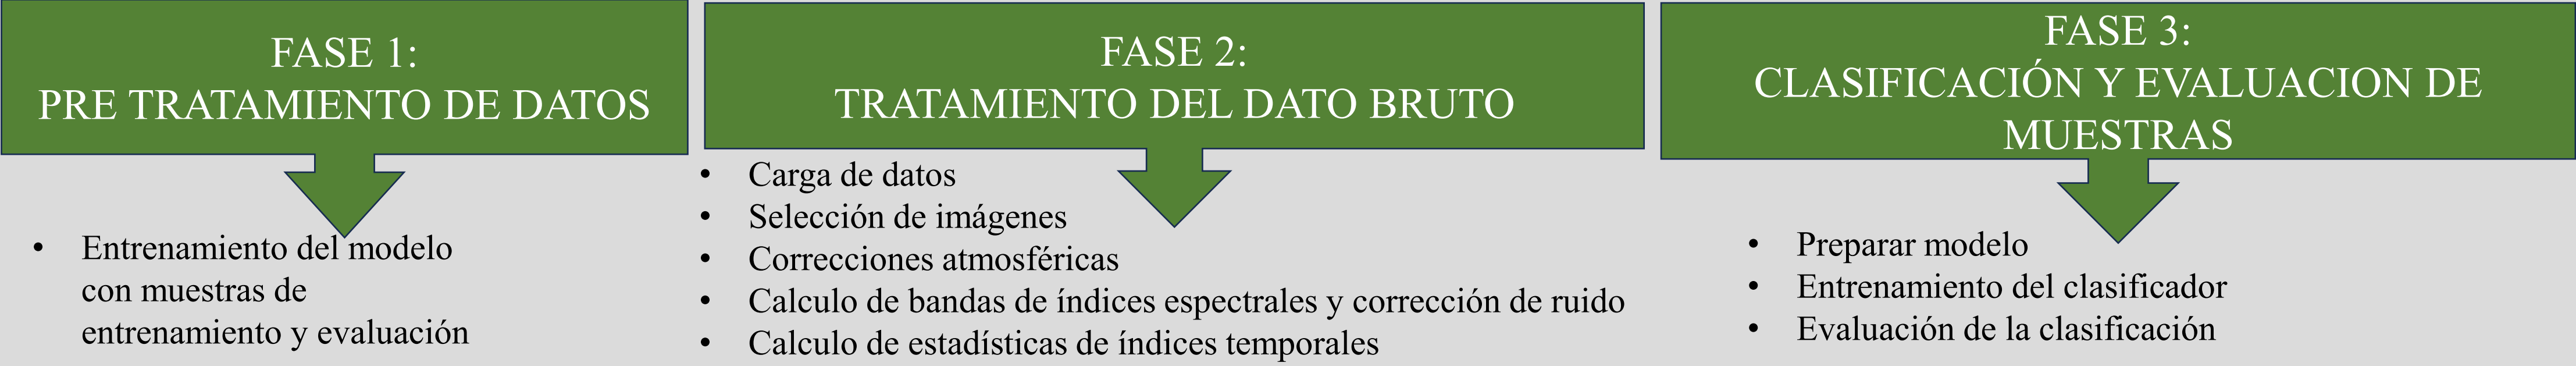 FASE 1:
PRE TRATAMIENTO DE DATOS
• Entrenamiento del modelo
con muestras de
entrenamiento y evaluación
FASE 2:
TRATAMIENTO DEL DATO BRUTO
• Carga de datos
• Selección de imágenes
• Correcciones atmosféricas
• Calculo de bandas de índices espectrales y corrección de ruido
• Calculo de estadísticas de índices temporales
FASE 3:
CLASIFICACIÓN Y EVALUACION DE
MUESTRAS
• Preparar modelo
• Entrenamiento del clasificador
• Evaluación de la clasificación